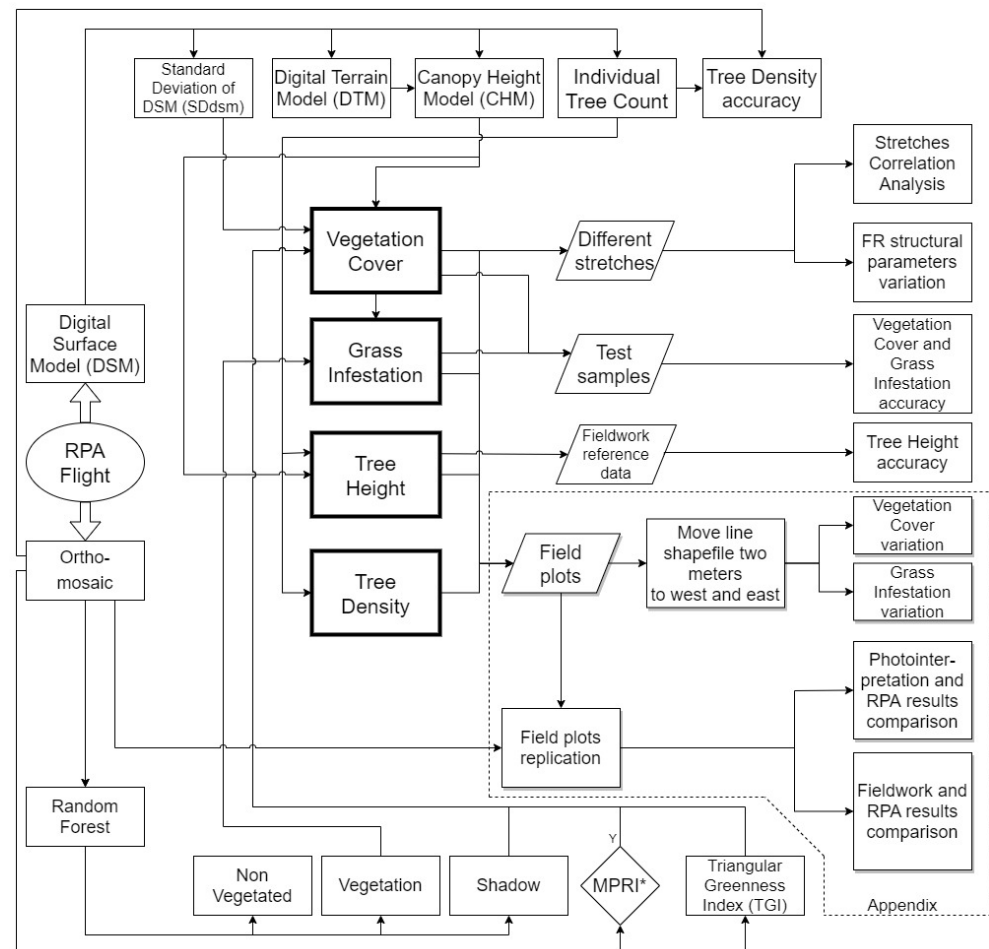 Standard
Deviation of
DSM (SDdsm)
Digital Terrain
Model (DTM)
Canopy Height
Model (CHM)
Individual
Tree Count
Tree Density
accuracy
Stretches
Correlation
Analysis
Vegetation
Cover
Different
stretches
FR structural
parameters
variation
Digital
Surface
Model (DSM)
Grass
Infestation
Test
samples
Vegetation
Cover and
Grass
Infestation
accuracy
RPA
Flight
Tree
Height
Fieldwork
reference
data
Tree Height
accuracy
Ortho-
mosaic
Tree
Density
Field
plots
Move line
shapefile two
meters
to west and east
Vegetation
Cover
variation
Grass
Infestation
variation
Field plots
replication
Photointer-
pretation and
RPA results
comparison
Fieldwork and
RPA results
comparison
Random
Forest
Non
Vegetated
Vegetation
Shadow
Y
MPRI*
Triangular
Greenness
Index (TGI)
Appendix